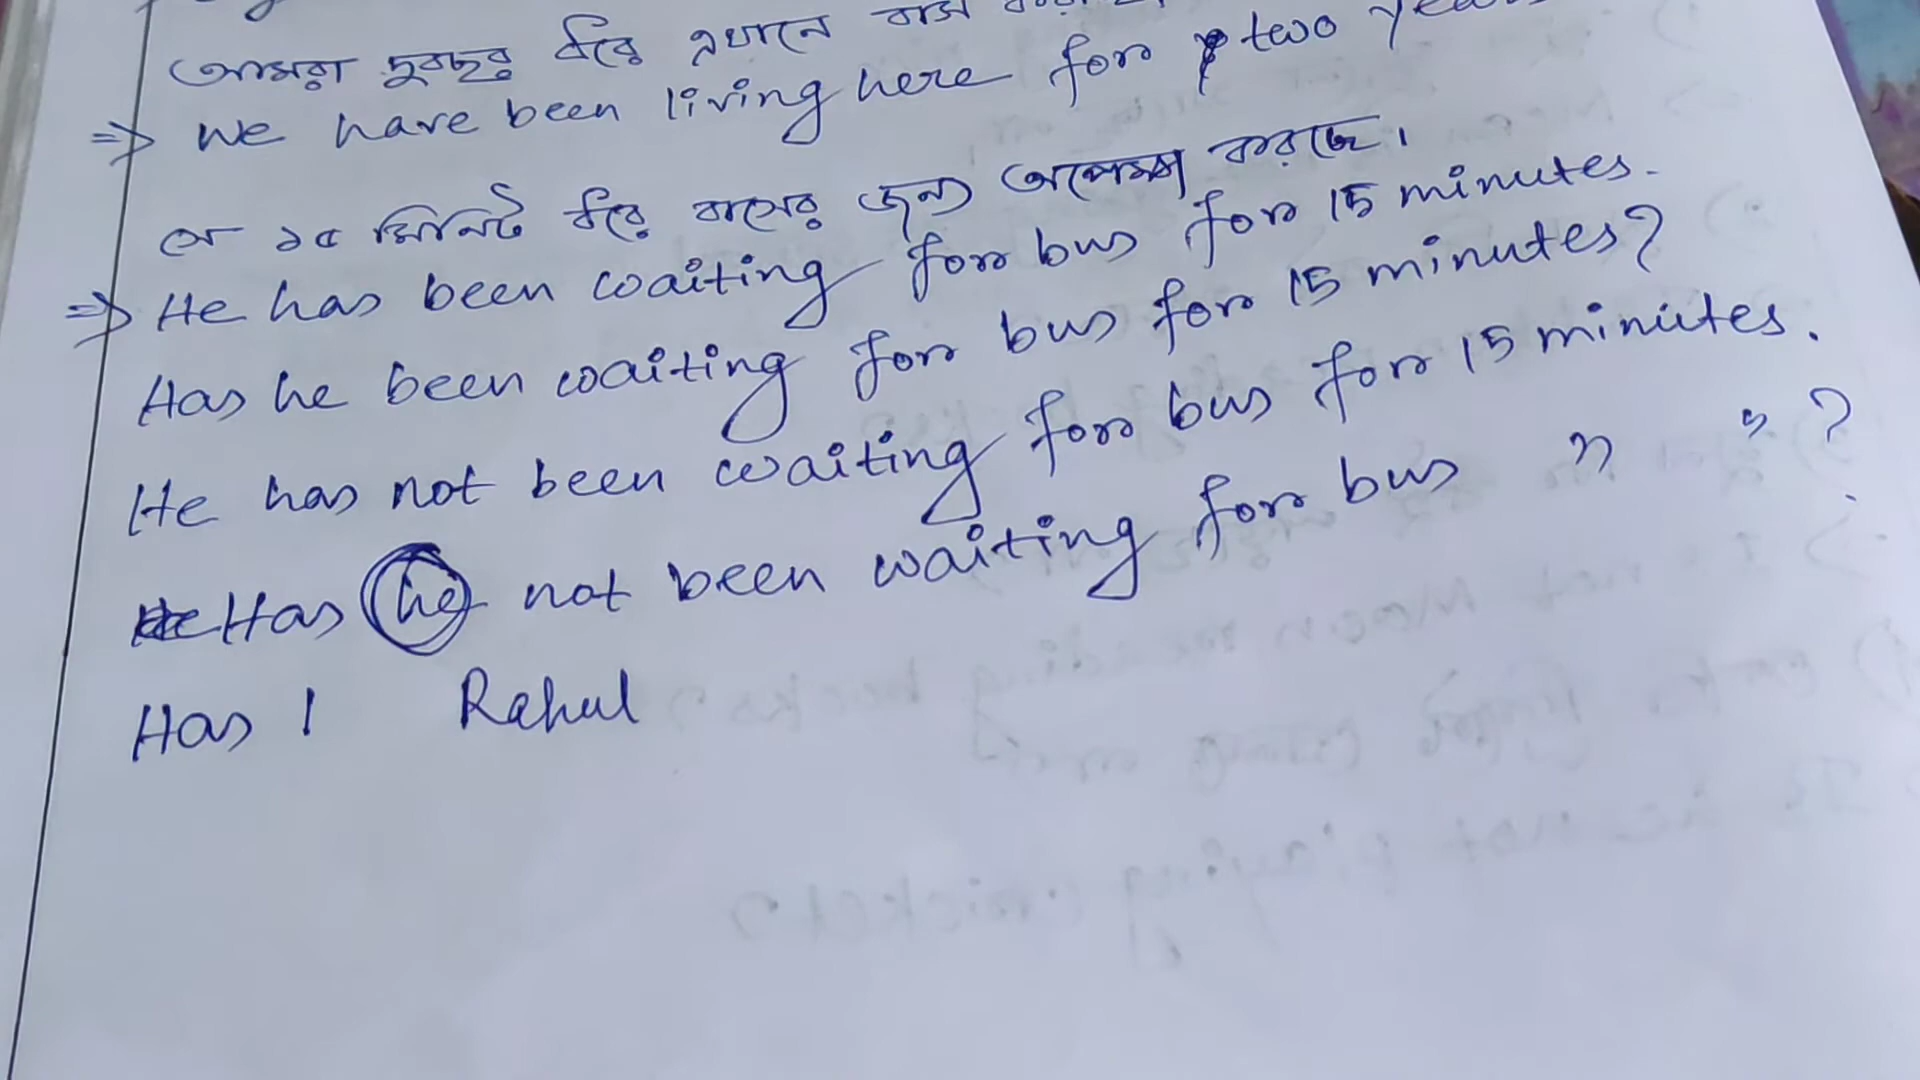 আমরা দুবছর ধরে এখানে বাস
⇒ We have been living here for two years
সে ১৫ মিনিট ধরে বাসের জন্য অপেক্ষা করছে।
⇒ He has been waiting for bus for 15 minutes.
Has he been waiting for bus for 15 minutes?
He has not been waiting for bus for 15 minutes.
Has he not been waiting for bus " " ?
Has I Rahul